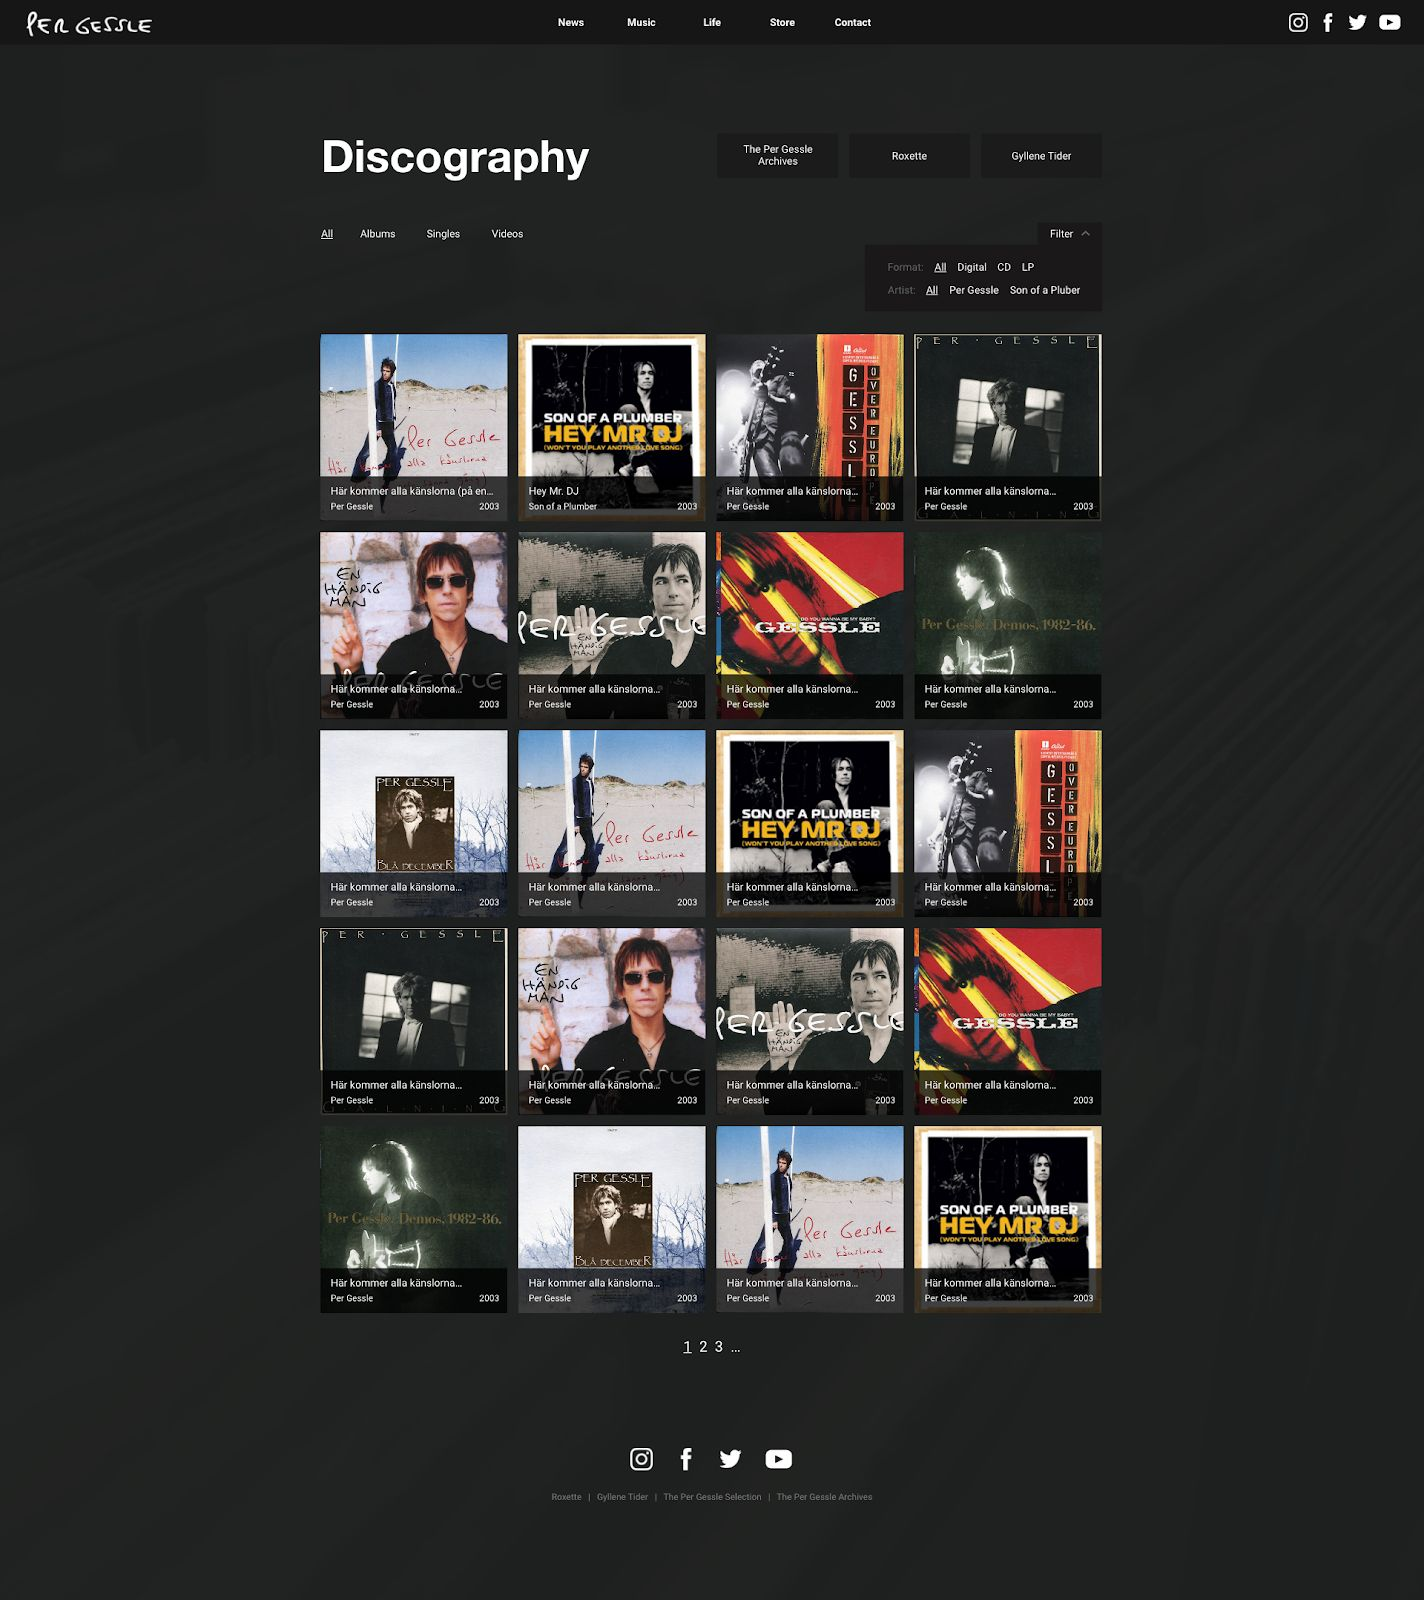 PER GESSLE
News Music Life Store Contact
Discography
The Per Gessle
Archives
Roxette
Gyllene Tider
All Albums Singles Videos
Filter
Format: All Digital CD LP
Artist: All Per Gessle Son of a Pluber
Per Gessle
Här kommer alla känslorna
Här kommer alla känslorna (på en...
Per Gessle 2003
SON OF A PLUMBER
HEY MR DJ
(WON'T YOU PLAY ANOTHER LOVE SONG)
Hey Mr. DJ
Son of a Plumber 2003
GESSLE
OVER EUROPE
Här kommer alla känslorna...
Per Gessle 2003
PER · GESSLE
Här kommer alla känslorna...
Per Gessle 2003
GALNING
EN
HÄNDIG
MAN
PER GESSLE
Här kommer alla känslorna...
Per Gessle 2003
PER GESSLE
EN
HÄNDIG
MAN
Här kommer alla känslorna...
Per Gessle 2003
DO YOU WANNA BE MY BABY?
GESSLE
Här kommer alla känslorna...
Per Gessle 2003
Per Gessle. Demos, 1982-86.
Här kommer alla känslorna...
Per Gessle 2003
PER GESSLE
BLÅ DECEMBER
Här kommer alla känslorna...
Per Gessle 2003
Per Gessle
Här kommer alla känslorna
Här kommer alla känslorna...
Per Gessle 2003
SON OF A PLUMBER
HEY MR DJ
(WON'T YOU PLAY ANOTHER LOVE SONG)
Här kommer alla känslorna...
Per Gessle 2003
GESSLE
OVER EUROPE
Här kommer alla känslorna...
Per Gessle 2003
PER · GESSLE
Här kommer alla känslorna...
Per Gessle 2003
GALNING
EN
HÄNDIG
MAN
PER GESSLE
Här kommer alla känslorna...
Per Gessle 2003
PER GESSLE
EN
HÄNDIG
MAN
Här kommer alla känslorna...
Per Gessle 2003
DO YOU WANNA BE MY BABY?
GESSLE
Här kommer alla känslorna...
Per Gessle 2003
Per Gessle. Demos, 1982-86.
Här kommer alla känslorna...
Per Gessle 2003
PER GESSLE
BLÅ DECEMBER
Här kommer alla känslorna...
Per Gessle 2003
Per Gessle
Här kommer alla känslorna
Här kommer alla känslorna...
Per Gessle 2003
SON OF A PLUMBER
HEY MR DJ
(WON'T YOU PLAY ANOTHER LOVE SONG)
Här kommer alla känslorna...
Per Gessle 2003
1 2 3 ...
Roxette | Gyllene Tider | The Per Gessle Selection | The Per Gessle Archives